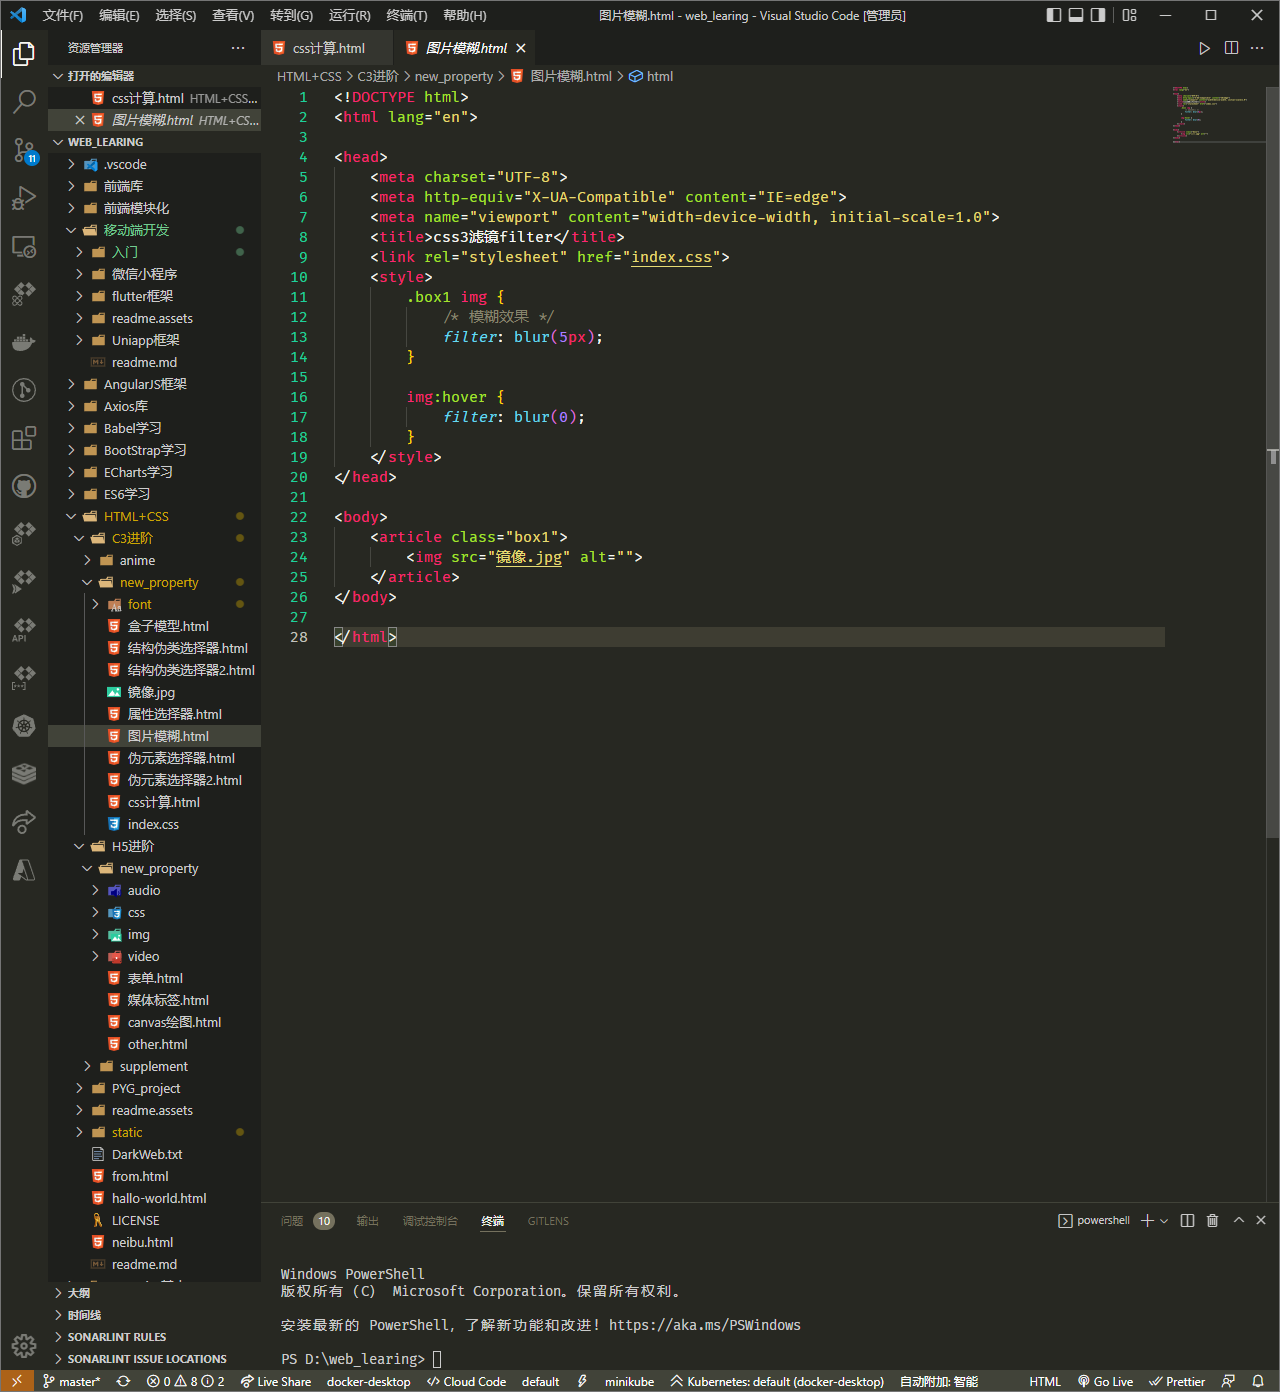 文件(F) 编辑(E) 选择(S) 查看(V) 转到(G) 运行(R) 终端(T) 帮助(H) 图片模糊.html - web_learing - Visual Studio Code [管理员]
资源管理器
css计算.html 图片模糊.html
打开的编辑器
css计算.html HTML+CSS...
图片模糊.html HTML+CS...
WEB_LEARING
.vscode
前端库
前端模块化
移动端开发
入门
微信小程序
flutter框架
readme.assets
Uniapp框架
readme.md
AngularJS框架
Axios库
Babel学习
BootStrap学习
ECharts学习
ES6学习
HTML+CSS
C3进阶
anime
new_property
font
盒子模型.html
结构伪类选择器.html
结构伪类选择器2.html
镜像.jpg
属性选择器.html
图片模糊.html
伪元素选择器.html
伪元素选择器2.html
css计算.html
index.css
H5进阶
new_property
audio
css
img
video
表单.html
媒体标签.html
canvas绘图.html
other.html
supplement
PYG_project
readme.assets
static
DarkWeb.txt
from.html
hallo-world.html
LICENSE
neibu.html
readme.md
大纲
时间线
SONARLINT RULES
SONARLINT ISSUE LOCATIONS
11
API
HTML+CSS > C3进阶 > new_property > 图片模糊.html > html
1 <!DOCTYPE html>
2 <html lang="en">
3
4 <head>
5 <meta charset="UTF-8">
6 <meta http-equiv="X-UA-Compatible" content="IE=edge">
7 <meta name="viewport" content="width=device-width, initial-scale=1.0">
8 <title>css3滤镜filter</title>
9 <link rel="stylesheet" href="index.css">
10 <style>
11 .box1 img {
12 /* 模糊效果 */
13 filter: blur(5px);
14 }
15
16 img:hover {
17 filter: blur(0);
18 }
19 </style>
20 </head>
21
22 <body>
23 <article class="box1">
24 <img src="镜像.jpg" alt="">
25 </article>
26 </body>
27
28 </html>
问题 10 输出 调试控制台 终端 GITLENS powershell
Windows PowerShell
版权所有 (C) Microsoft Corporation。保留所有权利。
安装最新的 PowerShell，了解新功能和改进！https://aka.ms/PSWindows
PS D:\web_learing>
master* 0 8 2 Live Share docker-desktop Cloud Code default minikube Kubernetes: default (docker-desktop) 自动附加: 智能 HTML Go Live Prettier